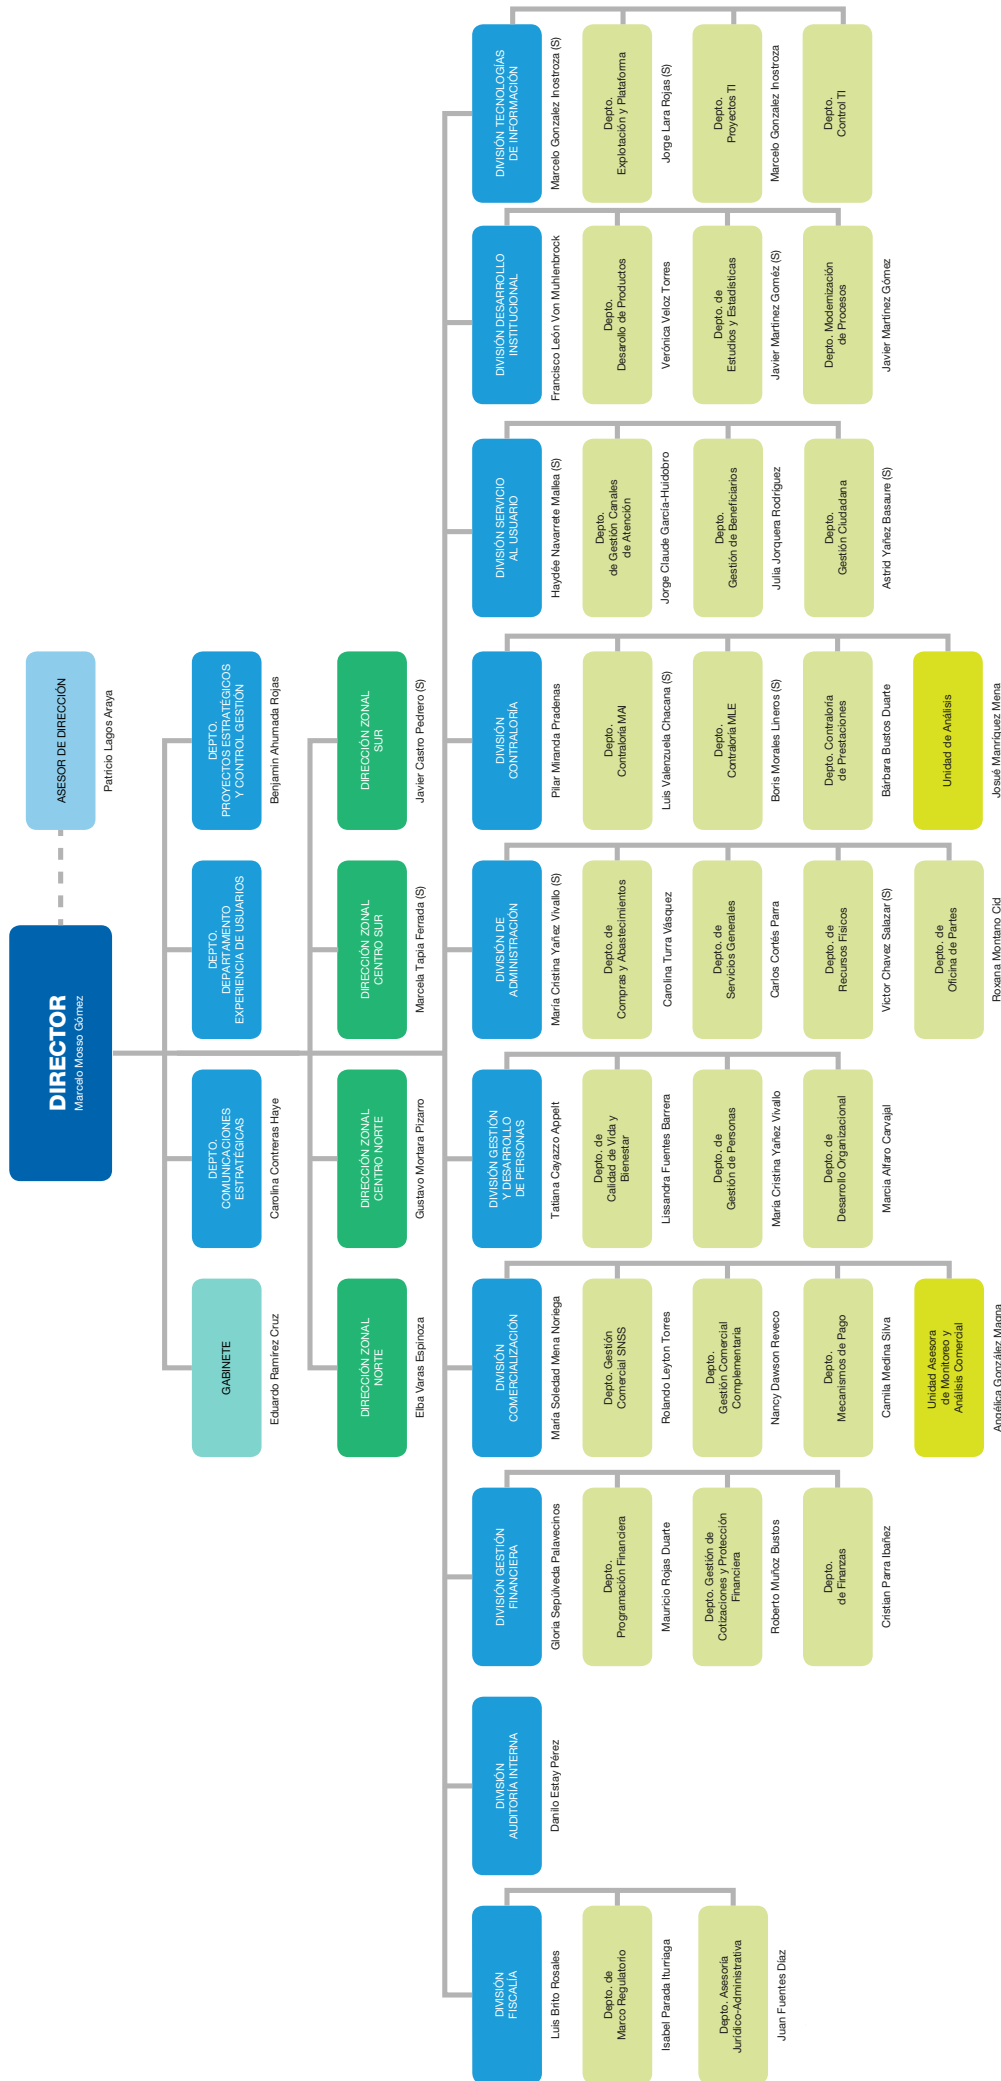 DIRECTOR
Marcelo Mosso Gómez
ASESOR DE DIRECCIÓN
Patricio Lagos Araya
GABINETE
Eduardo Ramírez Cruz
DEPTO.
COMUNICACIONES
ESTRATÉGICAS
Carolina Contreras Haye
DEPTO.
DEPARTAMENTO
EXPERIENCIA DE USUARIOS
DEPTO.
PROYECTOS ESTRATÉGICOS
Y CONTROL GESTIÓN
Benjamin Ahumada Rojas
DIRECCIÓN ZONAL
NORTE
Elba Varas Espinoza
DIRECCIÓN ZONAL
CENTRO NORTE
Gustavo Mortara Pizarro
DIRECCIÓN ZONAL
CENTRO SUR
Marcela Tapia Ferrada (S)
DIRECCIÓN ZONAL
SUR
Javier Castro Pedrero (S)
DIVISIÓN
FISCALÍA
Luis Brito Rosales
Depto. de
Marco Regulatorio
Isabel Parada Iturriaga
Depto. Asesoría
Jurídico-Administrativa
Juan Fuentes Díaz
DIVISIÓN
AUDITORÍA INTERNA
Danilo Estay Pérez
DIVISIÓN GESTIÓN
FINANCIERA
Gloria Sepúlveda Palavecinos
Depto.
Programación Financiera
Mauricio Rojas Duarte
Depto. Gestión de
Cotizaciones y Protección
Financiera
Roberto Muñoz Bustos
Depto.
de Finanzas
Cristian Parra Ibañez
DIVISIÓN
COMERCIALIZACIÓN
María Soledad Mena Noriega
Depto. Gestión
Comercial SNSS
Rolando Leyton Torres
Depto.
Gestión Comercial
Complementaria
Nancy Dawson Reveco
Depto.
Mecanismos de Pago
Camila Medina Silva
Unidad Asesora
de Monitoreo y
Análisis Comercial
Angélica González Magna
DIVISIÓN GESTIÓN
Y DESARROLLO
DE PERSONAS
Tatiana Cayazzo Appelt
Depto. de
Calidad de Vida y
Bienestar
Lissandra Fuentes Barrera
Depto. de
Gestión de Personas
María Cristina Yañez Vivallo
Depto. de
Desarrollo Organizacional
Marcia Alfaro Carvajal
DIVISIÓN DE
ADMINISTRACIÓN
María Cristina Yañez Vivallo (S)
Depto. de
Compras y Abastecimientos
Carolina Turra Vásquez
Depto. de
Servicios Generales
Carlos Cortés Parra
Depto. de
Recursos Físicos
Victor Chavez Salazar (S)
Depto. de
Oficina de Partes
Roxana Montano Cid
DIVISIÓN
CONTRALORÍA
Pilar Miranda Pradenas
Depto.
Contraloría MAI
Luis Valenzuela Chacana (S)
Depto.
Contraloría MLE
Boris Morales Lineros (S)
Depto. Contraloría
de Prestaciones
Bárbara Bustos Duarte
Unidad de Análisis
Josué Manríquez Mena
DIVISIÓN SERVICIO
AL USUARIO
Haydée Navarrete Mallea (S)
Depto.
de Gestión Canales
de Atención
Jorge Claude García-Huidobro
Depto.
Gestión de Beneficiarios
Julia Jorquera Rodríguez
Depto.
Gestión Ciudadana
Astrid Yañez Basaure (S)
DIVISIÓN DESARROLLO
INSTITUCIONAL
Francisco León Von Muhlenbrock
Depto.
Desarollo de Productos
Verónica Veloz Torres
Depto. de
Estudios y Estadísticas
Javier Martinez Goméz (S)
Depto. Modernización
de Procesos
Javier Martínez Gómez
DIVISIÓN TECNOLOGÍAS
DE INFORMACIÓN
Marcelo Gonzalez Inostroza (S)
Depto.
Explotación y Plataforma
Jorge Lara Rojas (S)
Depto.
Proyectos TI
Marcelo Gonzalez Inostroza
Depto.
Control TI